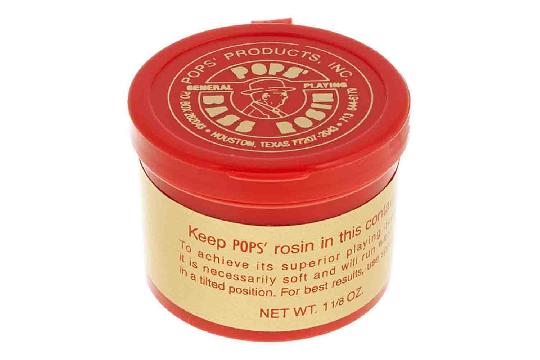 POPS' PRODUCTS, INC.
POPS'
GENERAL PLAYING
BASS ROSIN
HOUSTON, TEXAS 77207-2043
Keep POPS' rosin in this
To achieve its superior playing
it is necessarily soft and will run
in a tilted position. For best results, use
NET WT. 1 1/8 OZ.